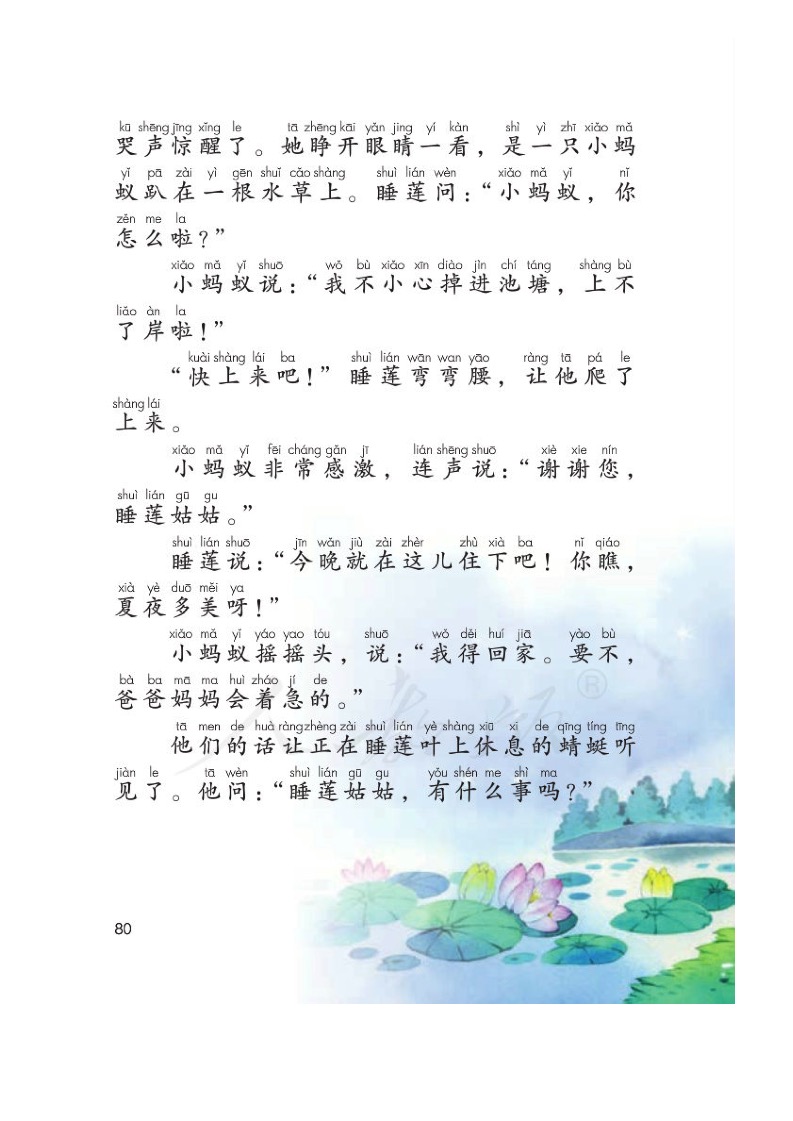 kū shēng jīng xǐng le tā zhēng kāi yǎn jing yí kàn shì yì zhī xiǎo mǎ
哭声惊醒了。她睁开眼睛一看，是一只小蚂
yǐ pā zài yì gēn shuǐ cǎo shàng shuì lián wèn xiǎo mǎ yǐ nǐ
蚁趴在一根水草上。睡莲问：“小蚂蚁，你
zěn me la
怎么啦？”
xiǎo mǎ yǐ shuō wǒ bù xiǎo xīn diào jìn chí táng shàng bù
小蚂蚁说：“我不小心掉进池塘，上不
liǎo àn la
了岸啦！”
kuài shàng lái ba shuì lián wān wan yāo ràng tā pá le
“快上来吧！”睡莲弯弯腰，让他爬了
shàng lái
上来。
xiǎo mǎ yǐ fēi cháng gǎn jī lián shēng shuō xiè xie nín
小蚂蚁非常感激，连声说：“谢谢您，
shuì lián gū gu
睡莲姑姑。”
shuì lián shuō jīn wǎn jiù zài zhèr zhù xià ba nǐ qiáo
睡莲说：“今晚就在这儿住下吧！你瞧，
xià yè duō měi ya
夏夜多美呀！”
xiǎo mǎ yǐ yáo yao tóu shuō wǒ děi huí jiā yào bù
小蚂蚁摇摇头，说：“我得回家。要不，
bà ba mā ma huì zháo jí de
爸爸妈妈会着急的。”
tā men de huà ràng zhèng zài shuì lián yè shàng xiū xi de qīng tíng tīng
他们的话让正在睡莲叶上休息的蜻蜓听
jiàn le tā wèn shuì lián gū gu yǒu shén me shì ma
见了。他问：“睡莲姑姑，有什么事吗？”
80